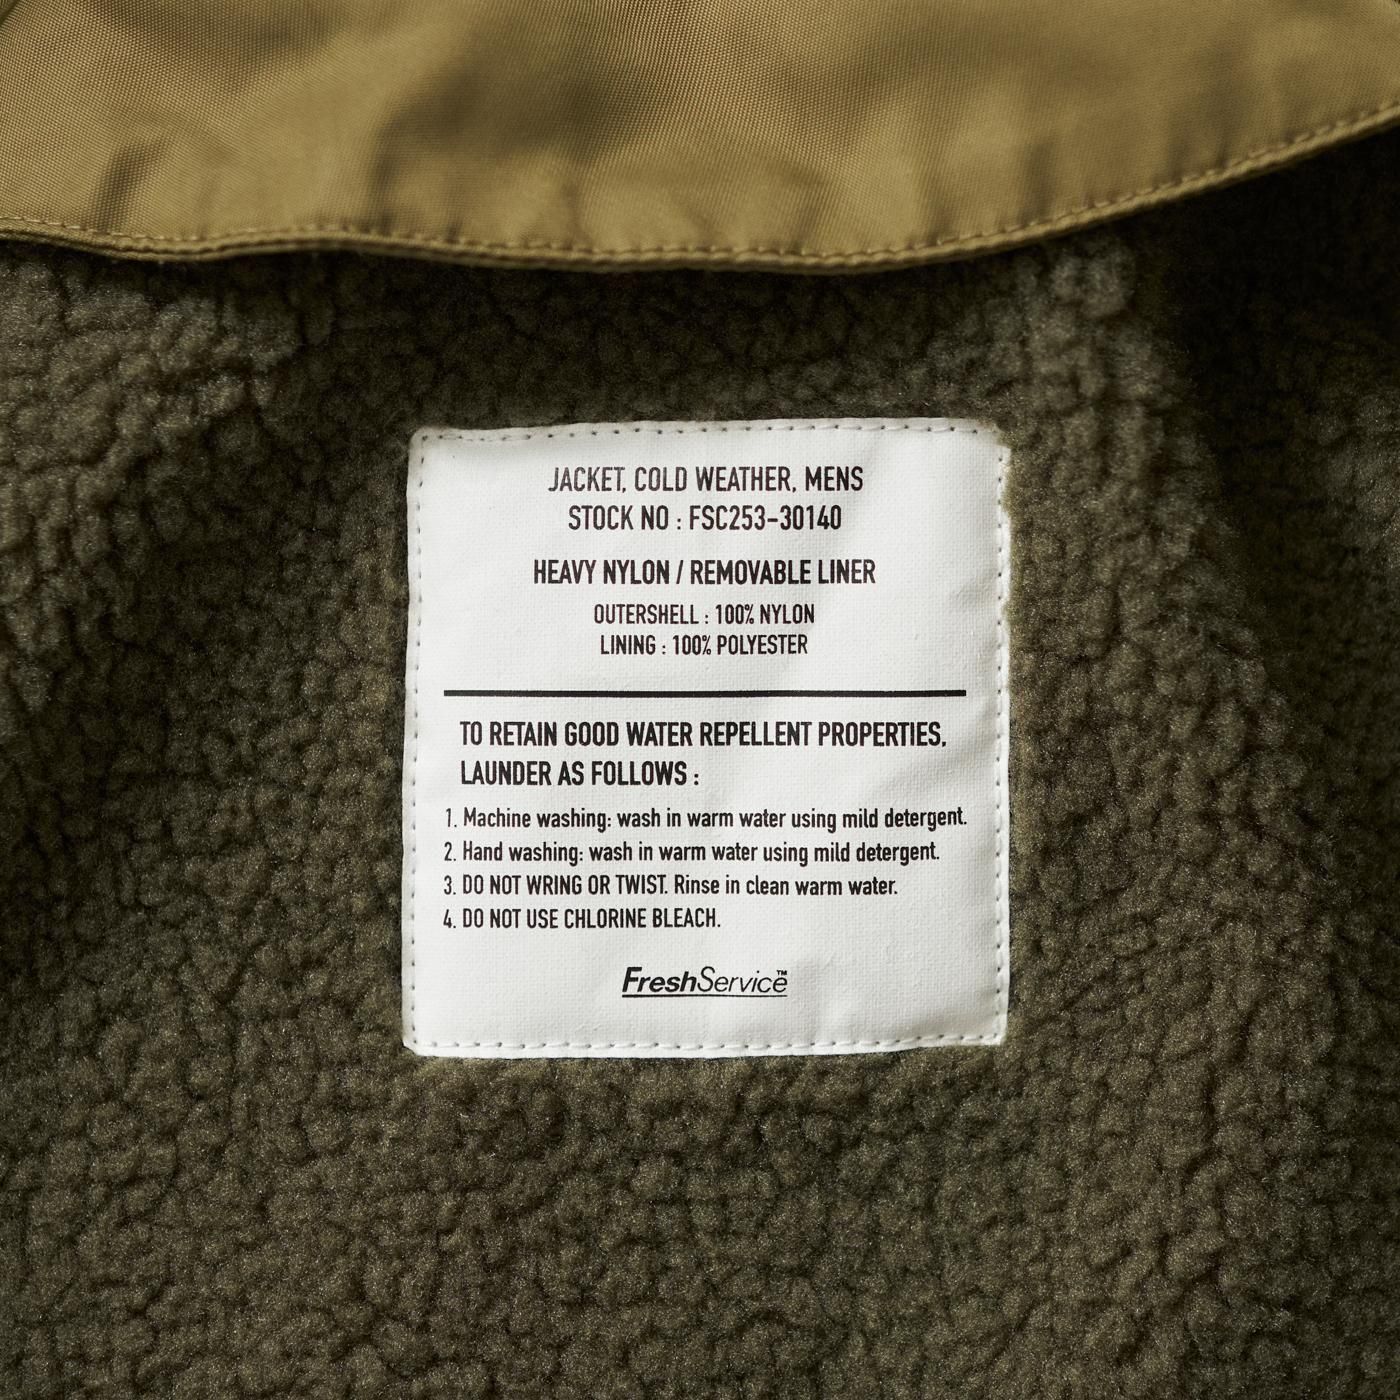 JACKET, COLD WEATHER, MENS
STOCK NO : FSC253-30140
HEAVY NYLON / REMOVABLE LINER
OUTERSHELL : 100% NYLON
LINING : 100% POLYESTER
TO RETAIN GOOD WATER REPELLENT PROPERTIES,
LAUNDER AS FOLLOWS :
1. Machine washing: wash in warm water using mild detergent.
2. Hand washing: wash in warm water using mild detergent.
3. DO NOT WRING OR TWIST. Rinse in clean warm water.
4. DO NOT USE CHLORINE BLEACH.
FreshService™